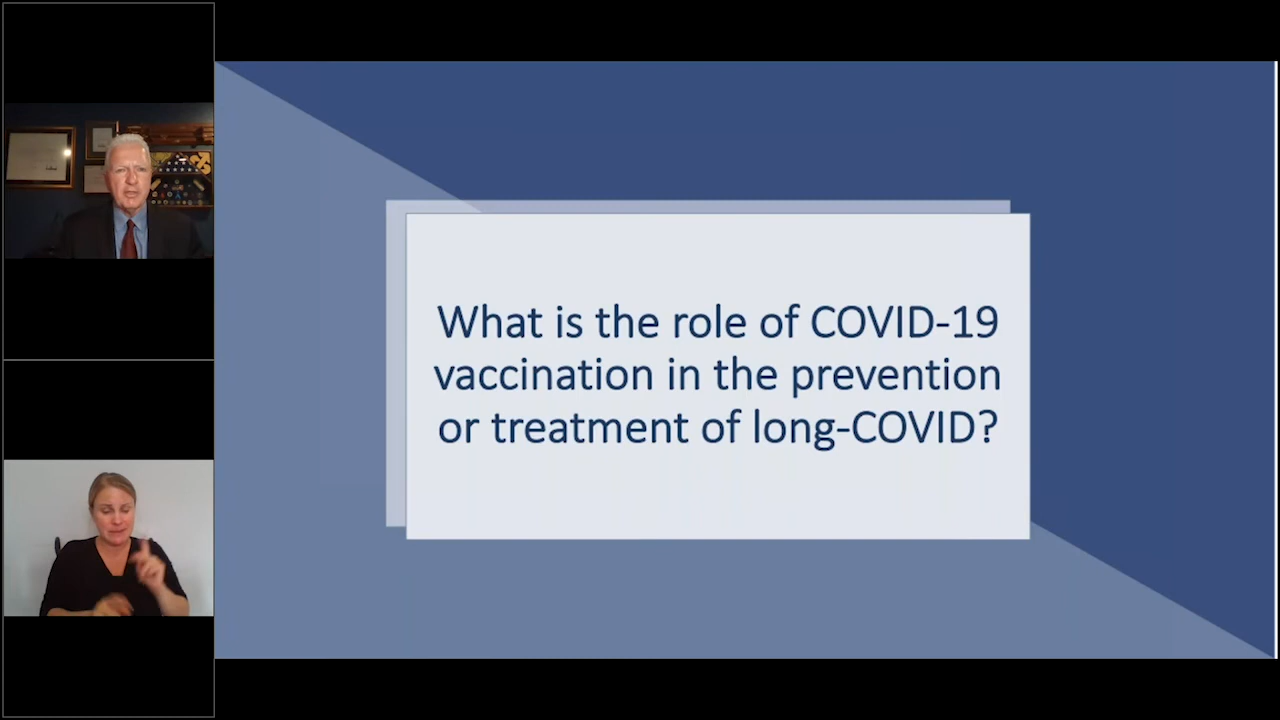 What is the role of COVID-19
vaccination in the prevention
or treatment of long-COVID?